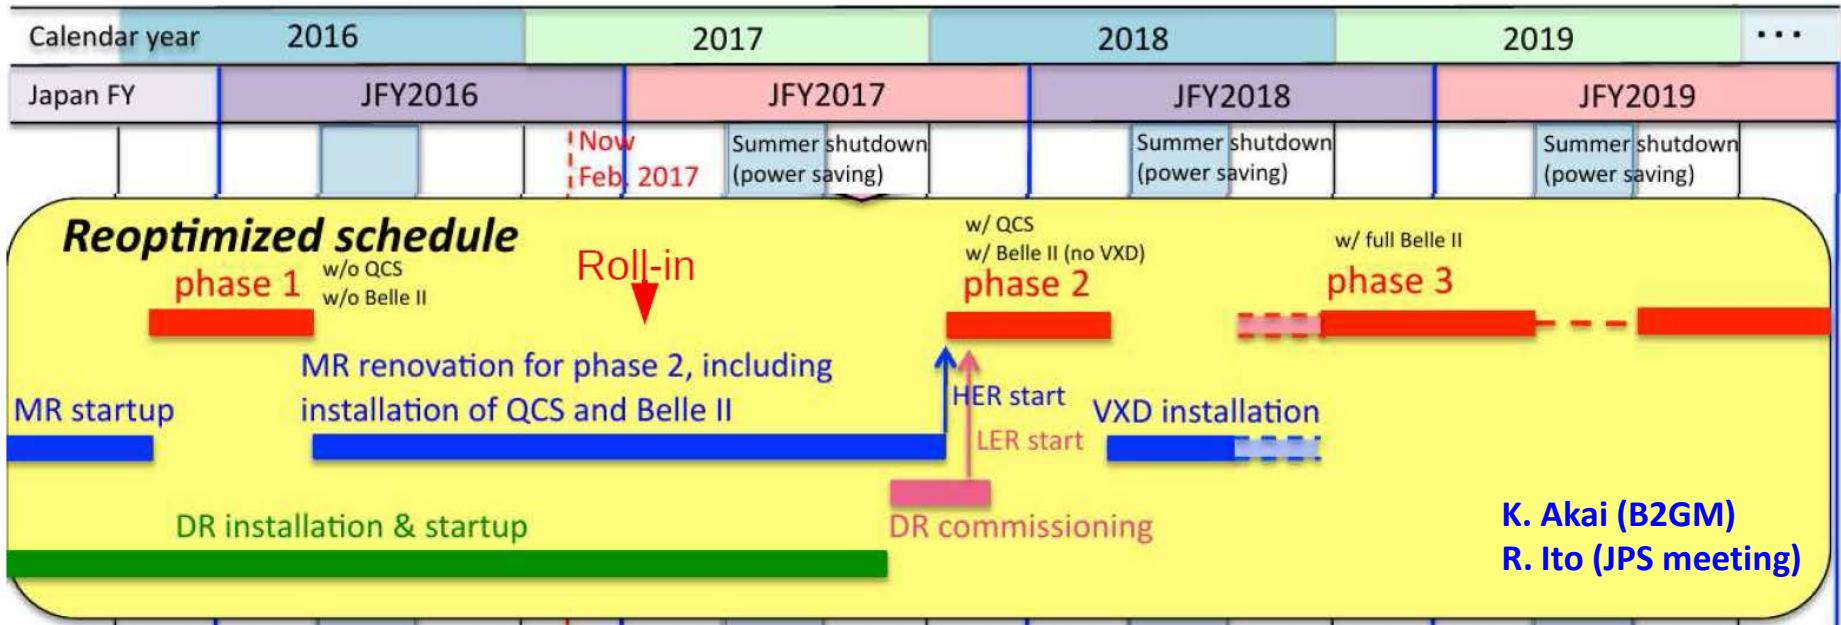 Calendar year 2016 2017 2018 2019 ...
Japan FY JFY2016 JFY2017 JFY2018 JFY2019
Now
Feb. 2017
Summer shutdown
(power saving)
Summer shutdown
(power saving)
Summer shutdown
(power saving)
Reoptimized schedule
phase 1
w/o QCS
w/o Belle II
Roll-in
w/ QCS
w/ Belle II (no VXD)
phase 2
w/ full Belle II
phase 3
MR renovation for phase 2, including
installation of QCS and Belle II
MR startup
HER start
LER start
VXD installation
DR installation & startup
DR commissioning
K. Akai (B2GM)
R. Ito (JPS meeting)